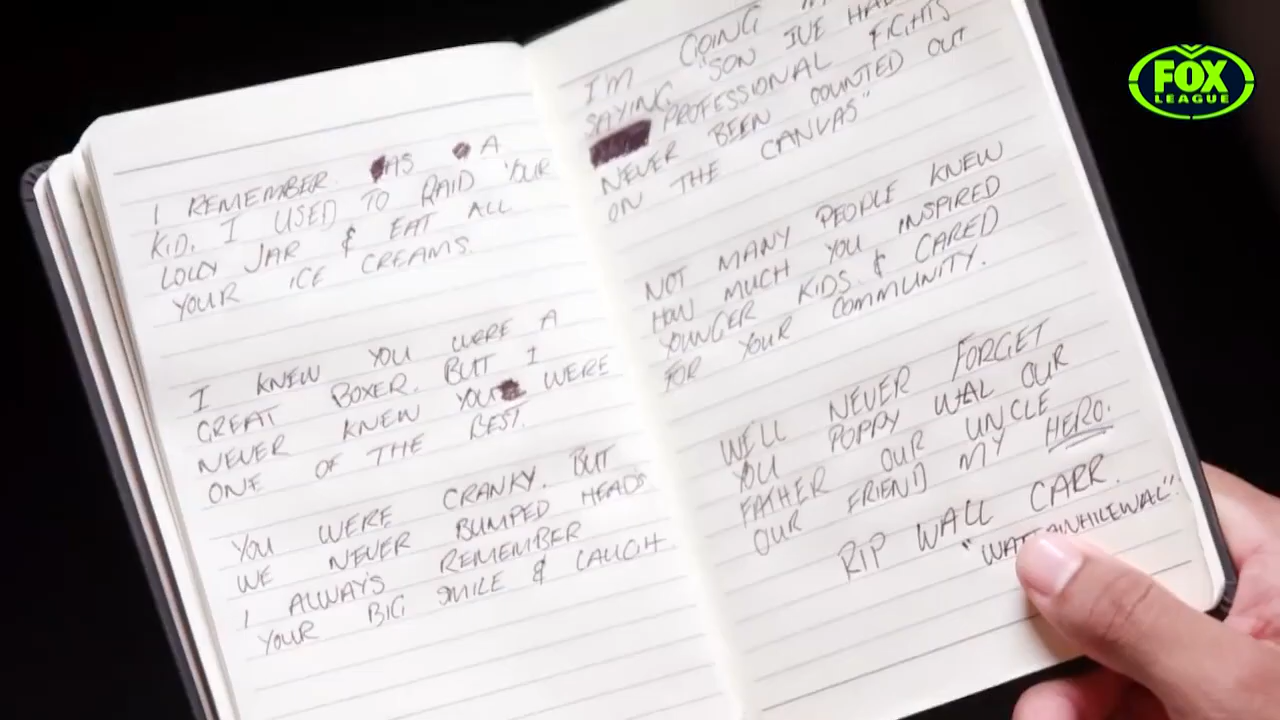 I REMEMBER AS A
KID. I USED TO RAID YOUR
LOLLY JAR & EAT ALL
YOUR ICE CREAMS.
I KNEW YOU WERE A
GREAT BOXER. BUT I
NEVER KNEW YOU WERE
ONE OF THE BEST.
YOU WERE CRANKY. BUT
WE NEVER BUMPED HEADS
I ALWAYS REMEMBER
YOUR BIG SMILE & LAUGH.
I'M GOING
SAYING "SON IVE HAD
PROFESSIONAL FIGHTS
NEVER BEEN COUNTED OUT
ON THE CANVAS"
NOT MANY PEOPLE KNEW
HOW MUCH YOU INSPIRED
YOUNGER KIDS & CARED
FOR YOUR COMMUNITY.
WE'LL NEVER FORGET
YOU POPPY WAL OUR
FATHER OUR UNCLE
OUR FRIEND MY HERO.
RIP WALL CARR.
FOX
LEAGUE